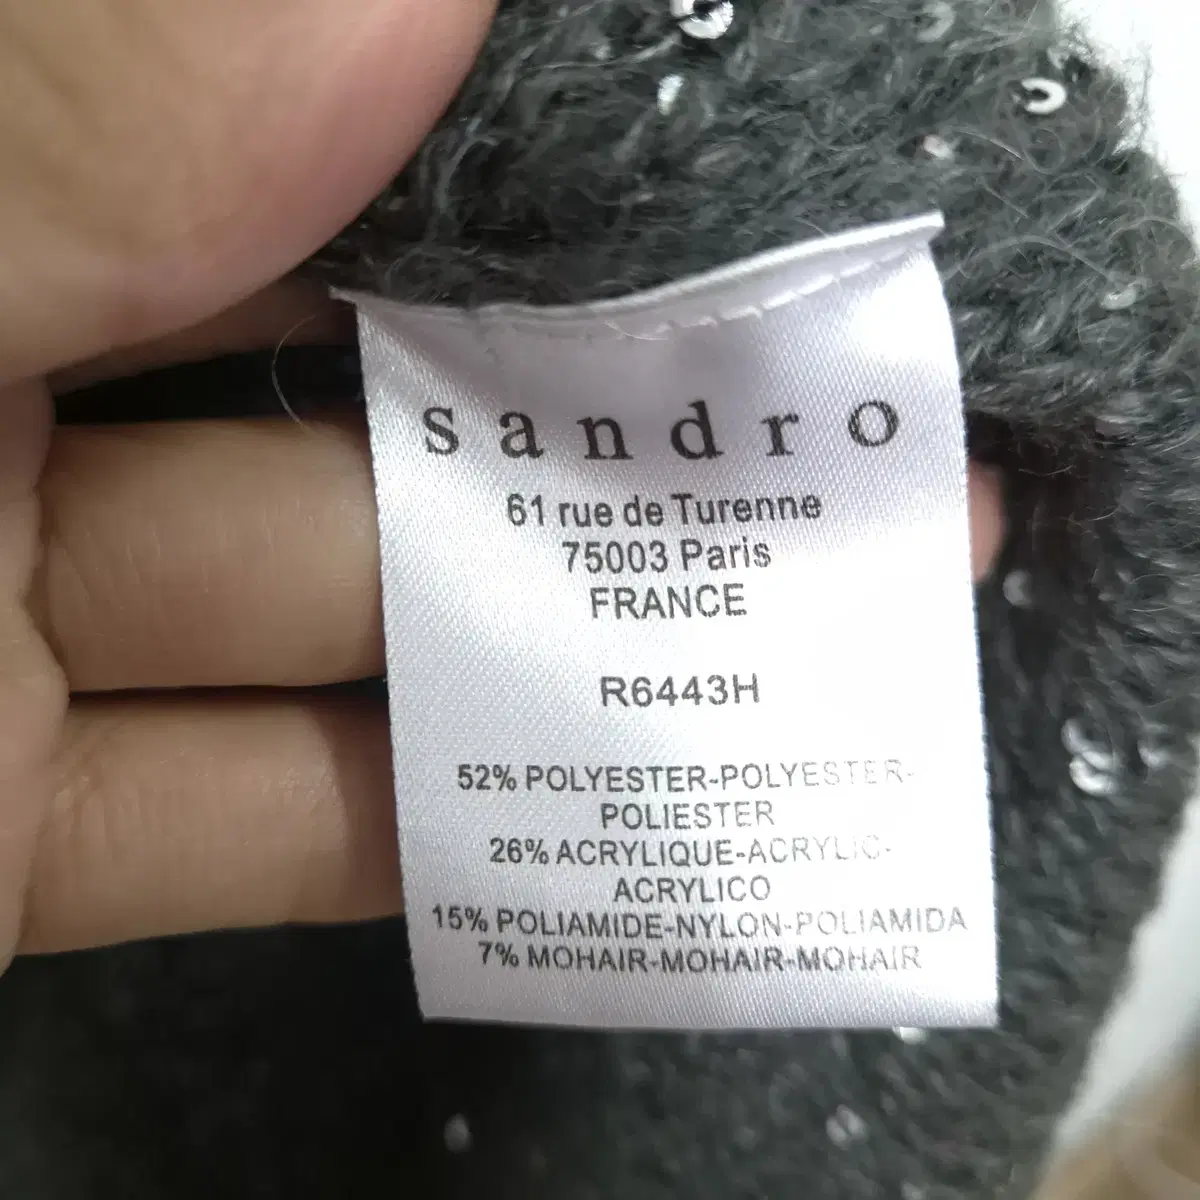 sandro
61 rue de Turenne
75003 Paris
FRANCE
R6443H
52% POLYESTER-POLYESTER-
POLIESTER
26% ACRYLIQUE-ACRYLIC-
ACRYLICO
15% POLIAMIDE-NYLON-POLIAMIDA
7% MOHAIR-MOHAIR-MOHAIR